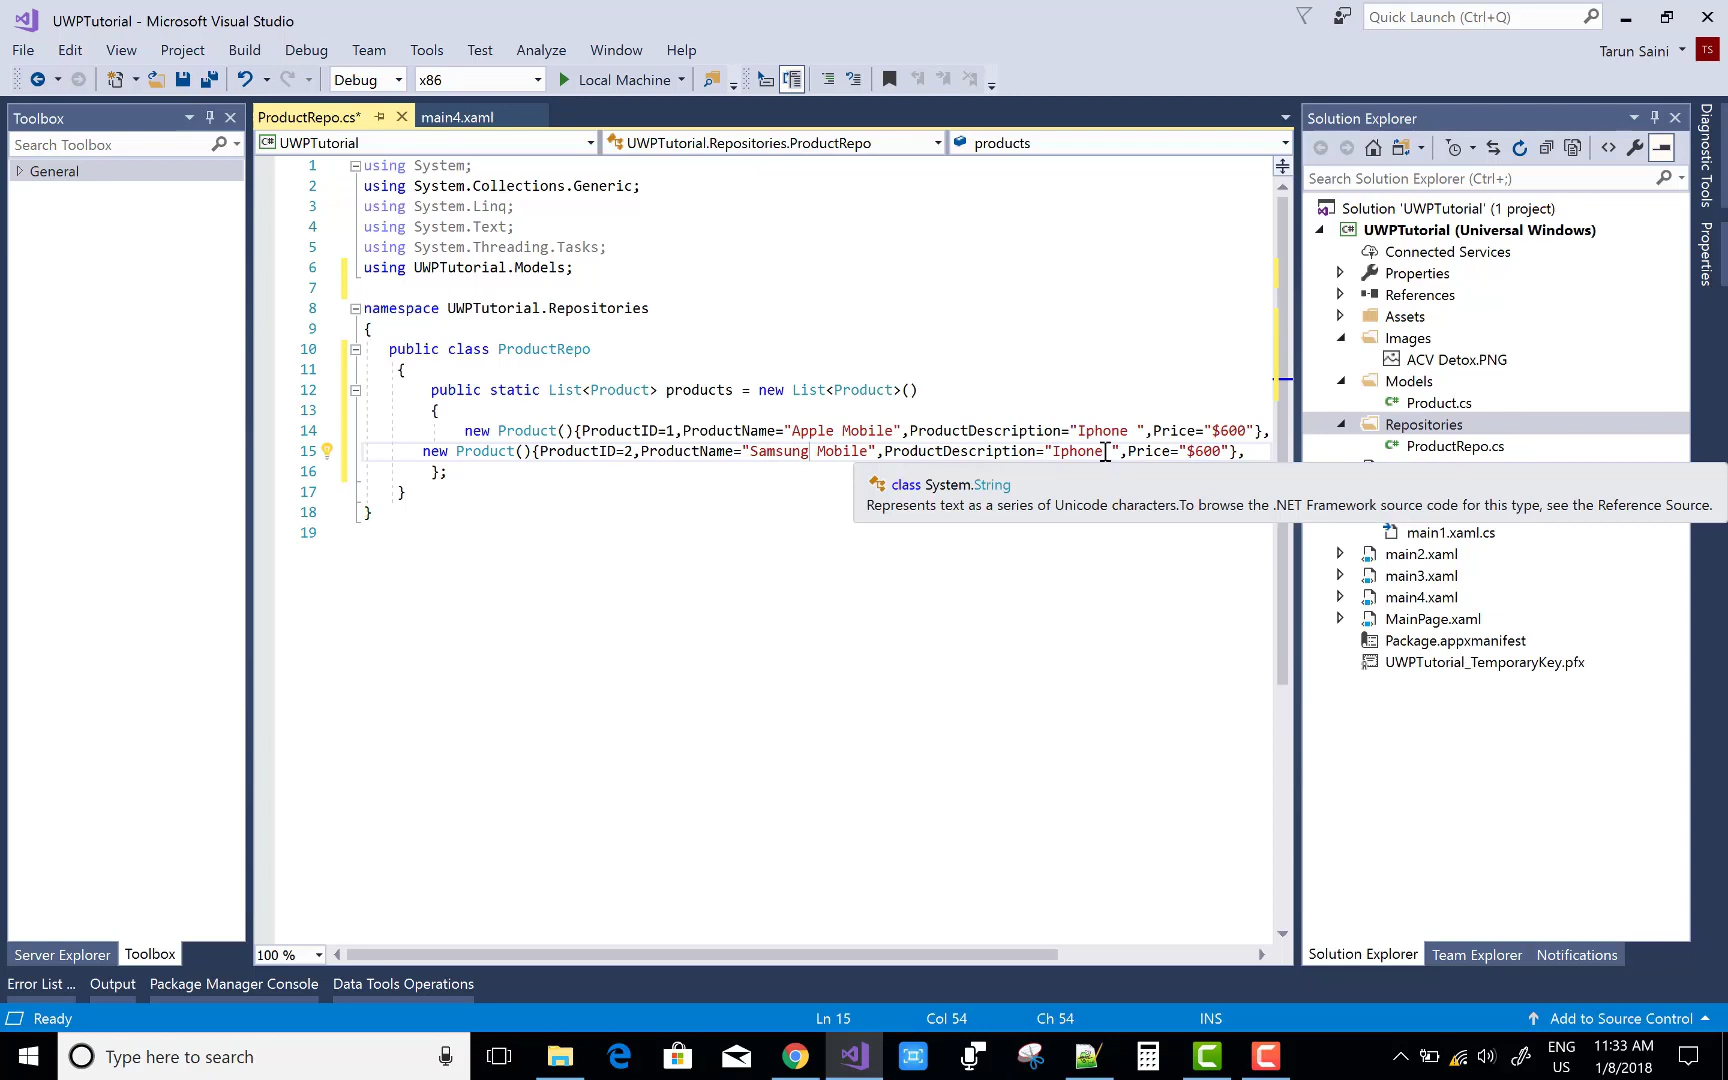 UWPTutorial - Microsoft Visual Studio
Quick Launch (Ctrl+Q)
File Edit View Project Build Debug Team Tools Test Analyze Window Help
Tarun Saini TS
Debug x86 Local Machine
Toolbox
Search Toolbox
General
ProductRepo.cs* main4.xaml
UWPTutorial UWPTutorial.Repositories.ProductRepo products
1 using System;
2 using System.Collections.Generic;
3 using System.Linq;
4 using System.Text;
5 using System.Threading.Tasks;
6 using UWPTutorial.Models;
7
8 namespace UWPTutorial.Repositories
9 {
10 public class ProductRepo
11 {
12 public static List<Product> products = new List<Product>()
13 {
14 new Product(){ProductID=1,ProductName="Apple Mobile",ProductDescription="Iphone ",Price="$600"},
15 new Product(){ProductID=2,ProductName="Samsung Mobile",ProductDescription="Iphone ",Price="$600"},
16 };
17 }
18 }
19
class System.String
Represents text as a series of Unicode characters.To browse the .NET Framework source code for this type, see the Reference Source.
Solution Explorer
Search Solution Explorer (Ctrl+;)
Solution 'UWPTutorial' (1 project)
UWPTutorial (Universal Windows)
Connected Services
Properties
References
Assets
Images
ACV Detox.PNG
Models
Product.cs
Repositories
ProductRepo.cs
main1.xaml.cs
main2.xaml
main3.xaml
main4.xaml
MainPage.xaml
Package.appxmanifest
UWPTutorial_TemporaryKey.pfx
Diagnostic Tools
Properties
Server Explorer Toolbox
100 %
Solution Explorer Team Explorer Notifications
Error List ... Output Package Manager Console Data Tools Operations
Ready Ln 15 Col 54 Ch 54 INS Add to Source Control
Type here to search
ENG
US
11:33 AM
1/8/2018